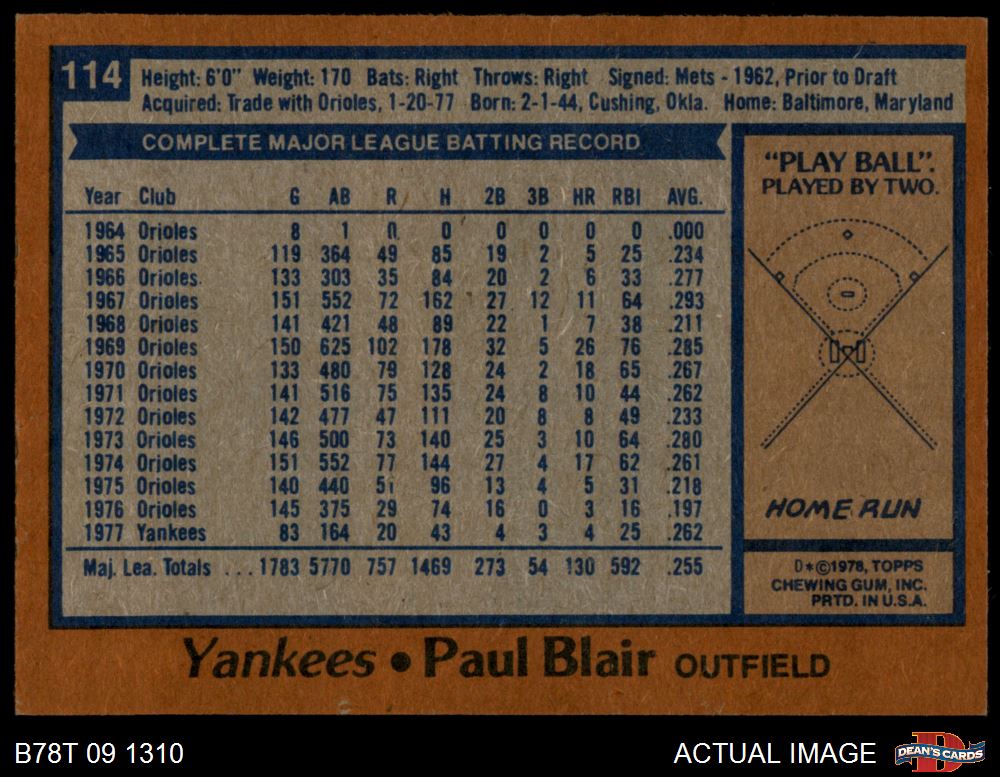 114
Height: 6'0" Weight: 170 Bats: Right Throws: Right Signed: Mets - 1962, Prior to Draft
Acquired: Trade with Orioles, 1-20-77 Born: 2-1-44, Cushing, Okla. Home: Baltimore, Maryland
COMPLETE MAJOR LEAGUE BATTING RECORD
Year Club G AB R H 2B 3B HR RBI AVG.
1964 Orioles 8 1 0 0 0 0 0 0 .000
1965 Orioles 119 364 49 85 19 2 5 25 .234
1966 Orioles 133 303 35 84 20 2 6 33 .277
1967 Orioles 151 552 72 162 27 12 11 64 .293
1968 Orioles 141 421 48 89 22 1 7 38 .211
1969 Orioles 150 625 102 178 32 5 26 76 .285
1970 Orioles 133 480 79 128 24 2 18 65 .267
1971 Orioles 141 516 75 135 24 8 10 44 .262
1972 Orioles 142 477 47 111 20 8 8 49 .233
1973 Orioles 146 500 73 140 25 3 10 64 .280
1974 Orioles 151 552 77 144 27 4 17 62 .261
1975 Orioles 140 440 51 96 13 4 5 31 .218
1976 Orioles 145 375 29 74 16 0 3 16 .197
1977 Yankees 83 164 20 43 4 3 4 25 .262
Maj. Lea. Totals ... 1783 5770 757 1469 273 54 130 592 .255
"PLAY BALL".
PLAYED BY TWO.
HOME RUN
D*©1978, TOPPS
CHEWING GUM, INC.
PRTD. IN U.S.A.
Yankees • Paul Blair OUTFIELD
B78T 09 1310
ACTUAL IMAGE
D
DEAN'S CARDS